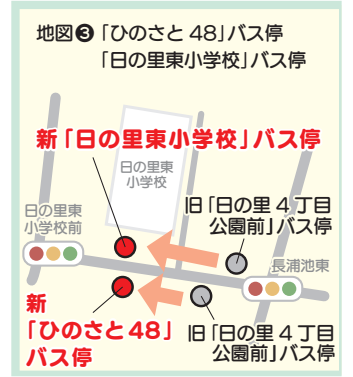 地図❸「ひのさと48」バス停
「日の里東小学校」バス停
新「日の里東小学校」バス停
日の里東
小学校
旧「日の里4丁目
公園前」バス停
日の里東
小学校前
長浦池東
新
「ひのさと48」
バス停
旧「日の里4丁目
公園前」バス停